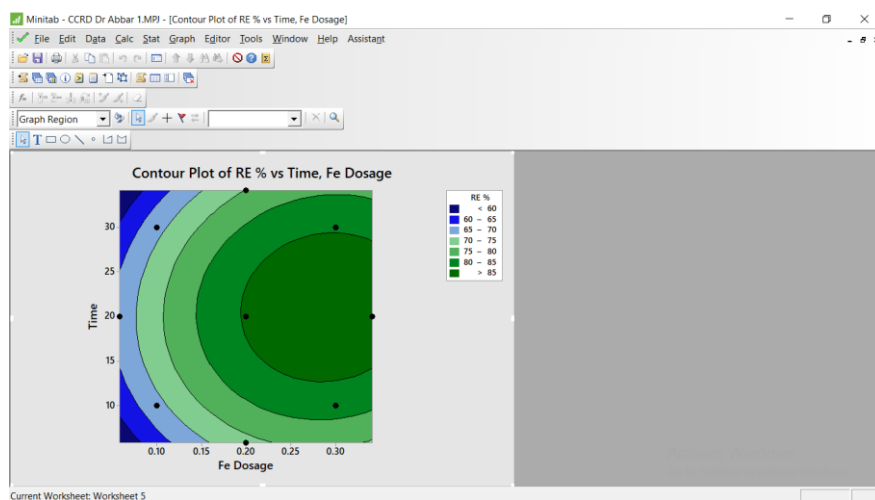 Minitab - CCRD Dr Abbar 1.MPJ - [Contour Plot of RE % vs Time, Fe Dosage]
File Edit Data Calc Stat Graph Editor Tools Window Help Assistant
Graph Region
Contour Plot of RE % vs Time, Fe Dosage
RE %
< 60
60 – 65
65 – 70
70 – 75
75 – 80
80 – 85
> 85
30
25
20
15
10
Time
0.10 0.15 0.20 0.25 0.30
Fe Dosage
Current Worksheet: Worksheet 5